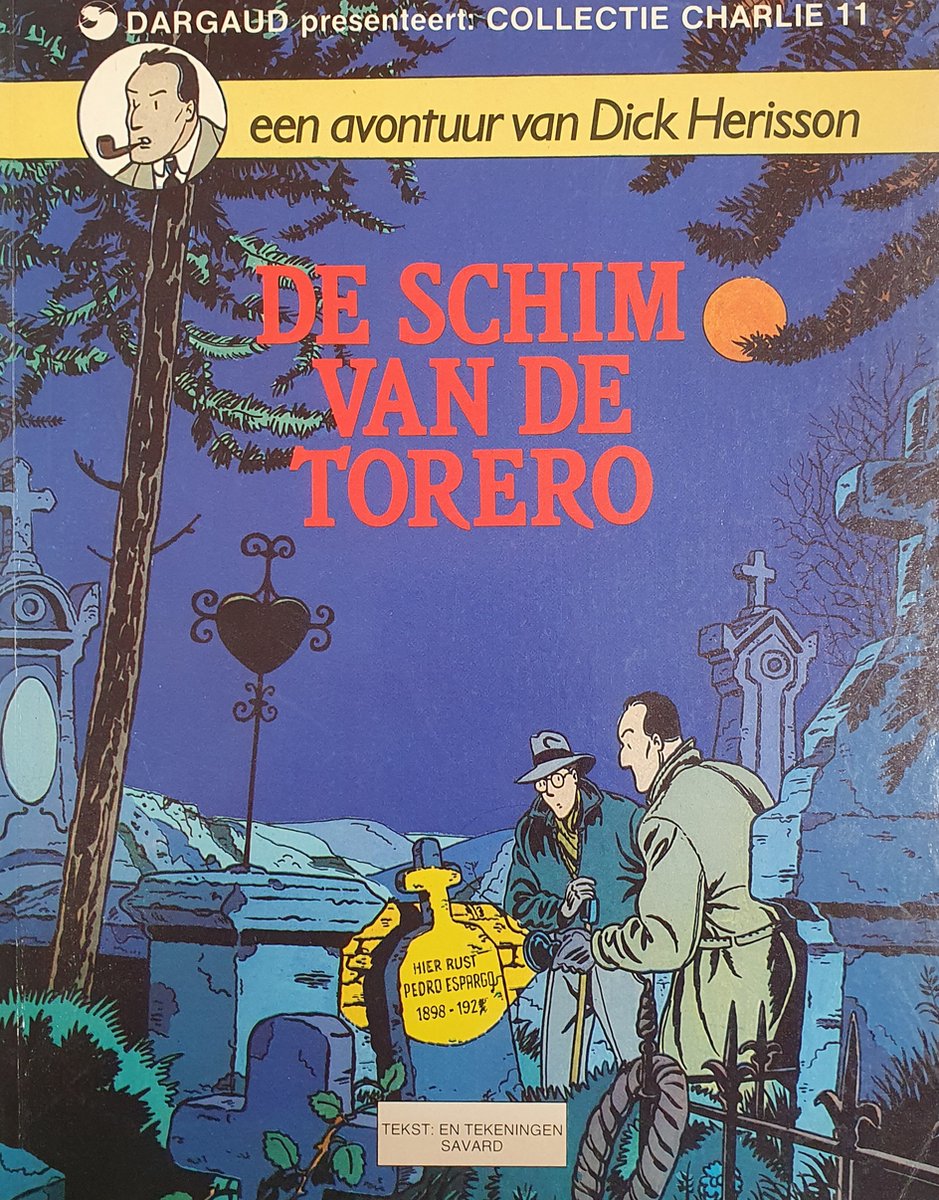 DARGAUD presenteert: COLLECTIE CHARLIE 11
een avontuur van Dick Herisson
DE SCHIM
VAN DE
TORERO
HIER RUST
PEDRO ESPARGOS
TEKST: EN TEKENINGEN
SAVARD